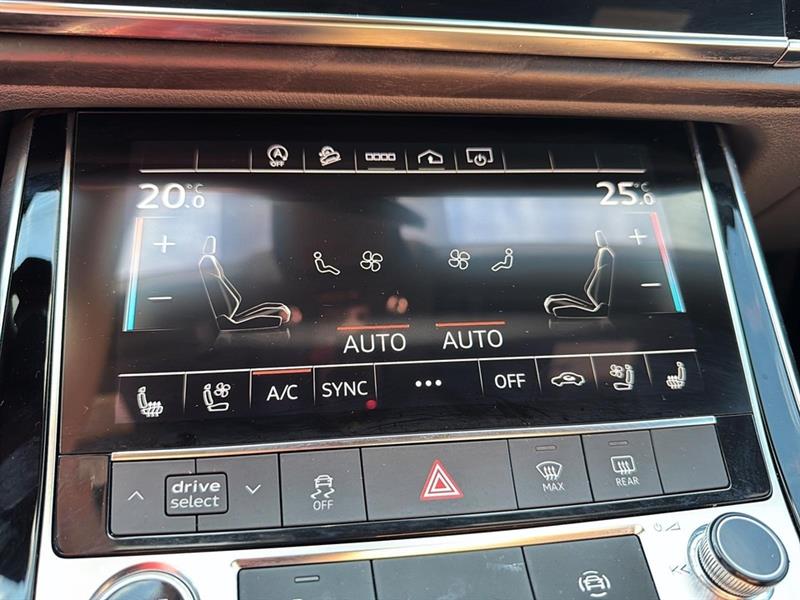 OFF
20.0 °C
25.0 °C
AUTO
AUTO
A/C SYNC ... OFF
drive
select
OFF
MAX
REAR